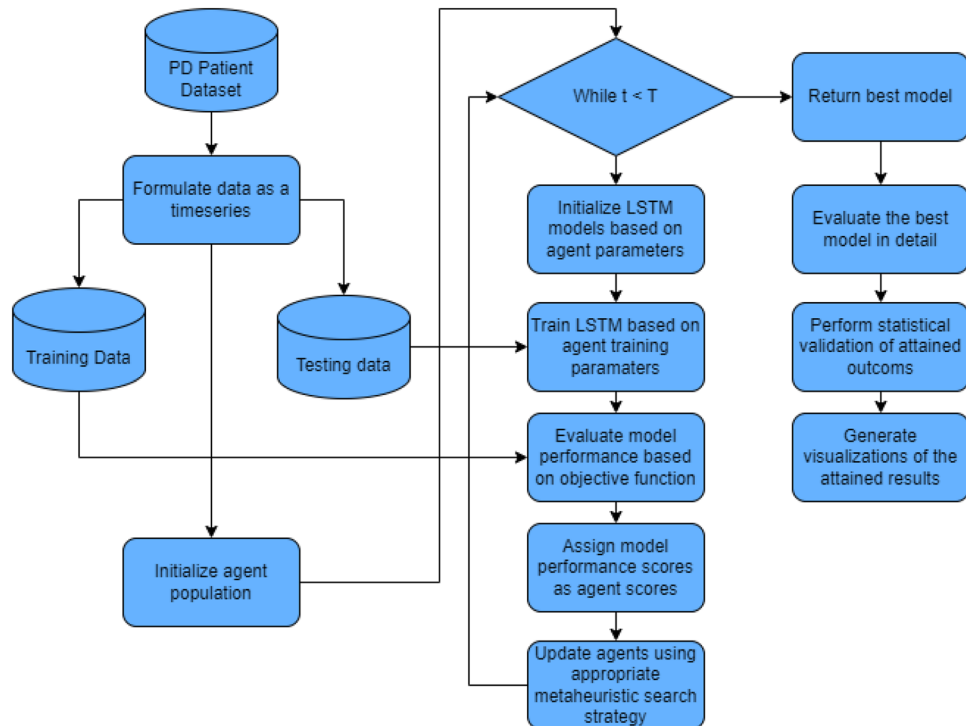 PD Patient
Dataset
Formulate data as a
timeseries
Training Data
Testing data
Initialize agent
population
While t < T
Initialize LSTM
models based on
agent parameters
Train LSTM based on
agent training
paramaters
Evaluate model
performance based
on objective function
Assign model
performance scores
as agent scores
Update agents using
appropriate
metaheuristic search
strategy
Return best model
Evaluate the best
model in detail
Perform statistical
validation of attained
outcoms
Generate
visualizations of the
attained results